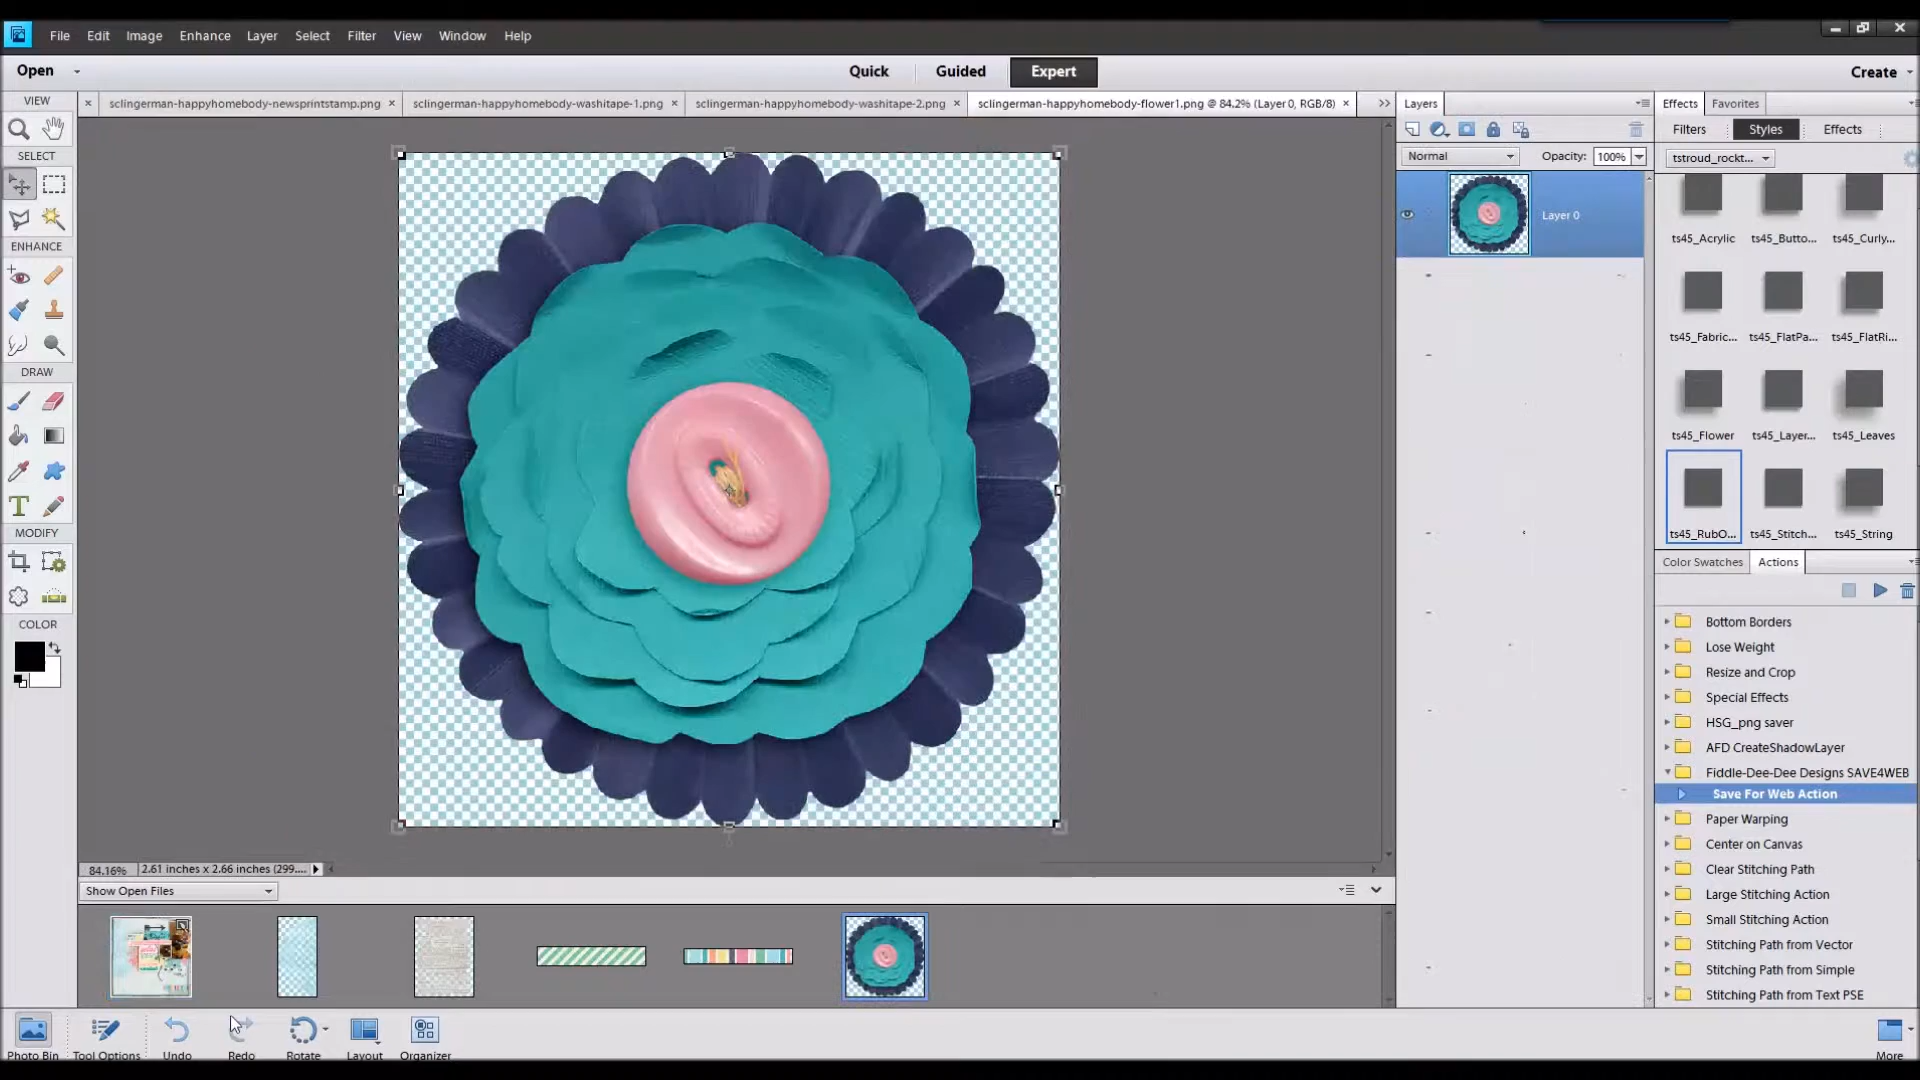 File Edit Image Enhance Layer Select Filter View Window Help
Open Quick Guided Expert Create
VIEW
sclingerman-happyhomebody-newsprintstamp.png
sclingerman-happyhomebody-washitape-1.png
sclingerman-happyhomebody-washitape-2.png
sclingerman-happyhomebody-flower1.png @ 84.2% (Layer 0, RGB/8)
SELECT
ENHANCE
DRAW
MODIFY
COLOR
Layers
Normal Opacity: 100%
Layer 0
Effects Favorites
Filters Styles Effects
tstroud_rockt...
ts45_Acrylic ts45_Butto... ts45_Curly...
ts45_Fabric... ts45_FlatPa... ts45_FlatRi...
ts45_Flower ts45_Layer... ts45_Leaves
ts45_RubO... ts45_Stitch... ts45_String
Color Swatches Actions
Bottom Borders
Lose Weight
Resize and Crop
Special Effects
HSG_png saver
AFD CreateShadowLayer
Fiddle-Dee-Dee Designs SAVE4WEB
Save For Web Action
Paper Warping
Center on Canvas
Clear Stitching Path
Large Stitching Action
Small Stitching Action
Stitching Path from Vector
Stitching Path from Simple
Stitching Path from Text PSE
84.16% 2.61 inches x 2.66 inches (299....
Show Open Files
Photo Bin Tool Options Undo Redo Rotate Layout Organizer More